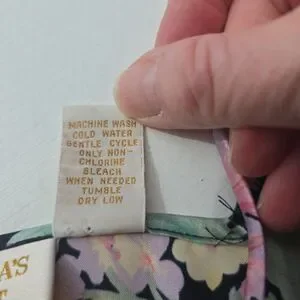 MACHINE WASH
COLD WATER
GENTLE CYCLE
ONLY NON-
CHLORINE
BLEACH
WHEN NEEDED
TUMBLE
DRY LOW
A'S